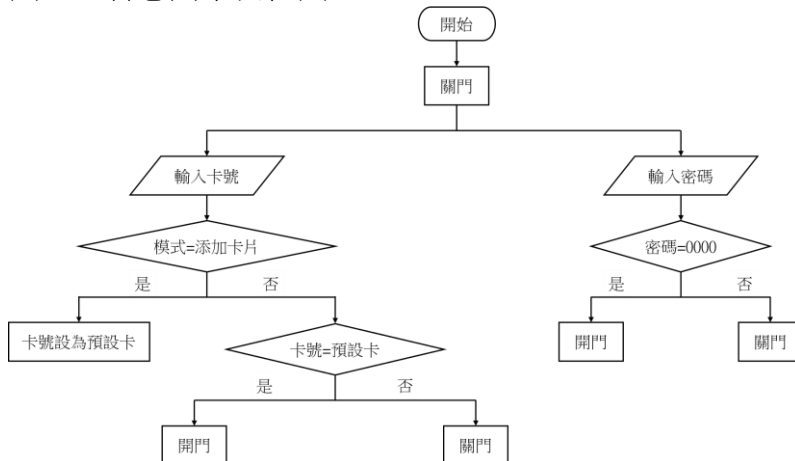 開始
關門
輸入卡號
輸入密碼
模式=添加卡片
密碼=0000
是
否
是
否
卡號設為預設卡
卡號=預設卡
開門
關門
是
否
開門
關門